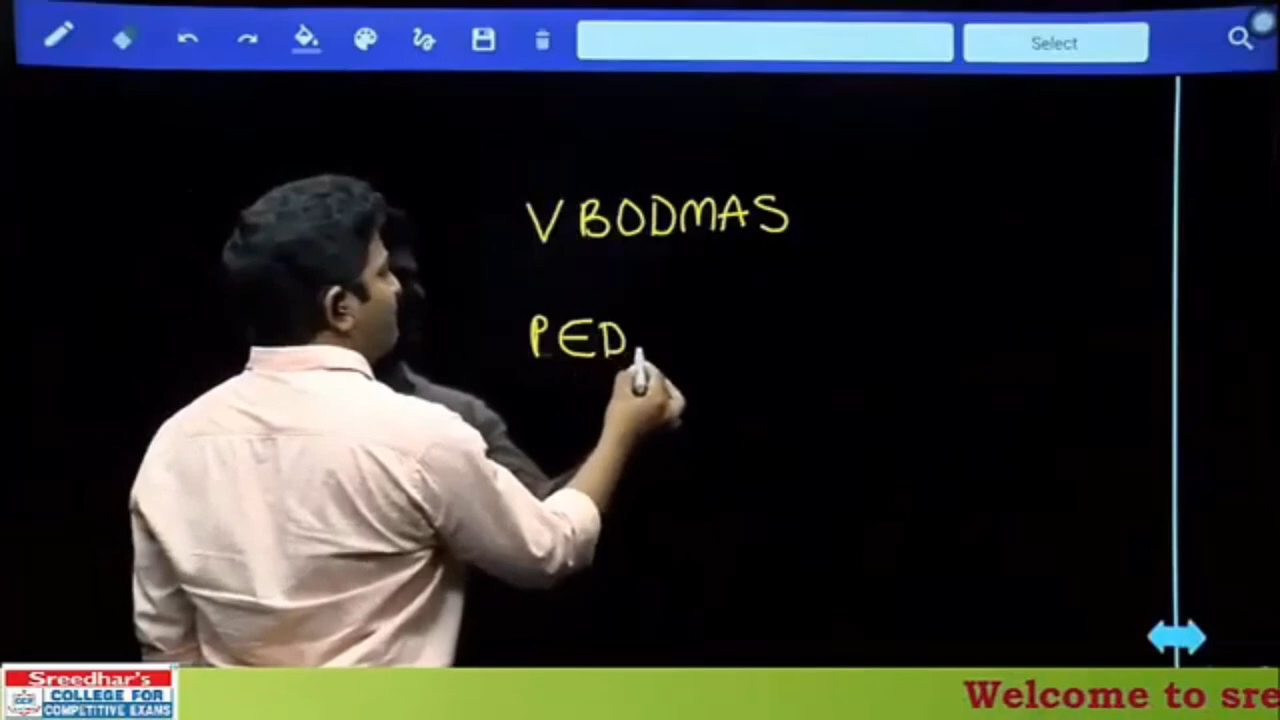 Select
V BODMAS
PED
Sreedhar's
COLLEGE FOR
COMPETITIVE EXAMS
Welcome to sre